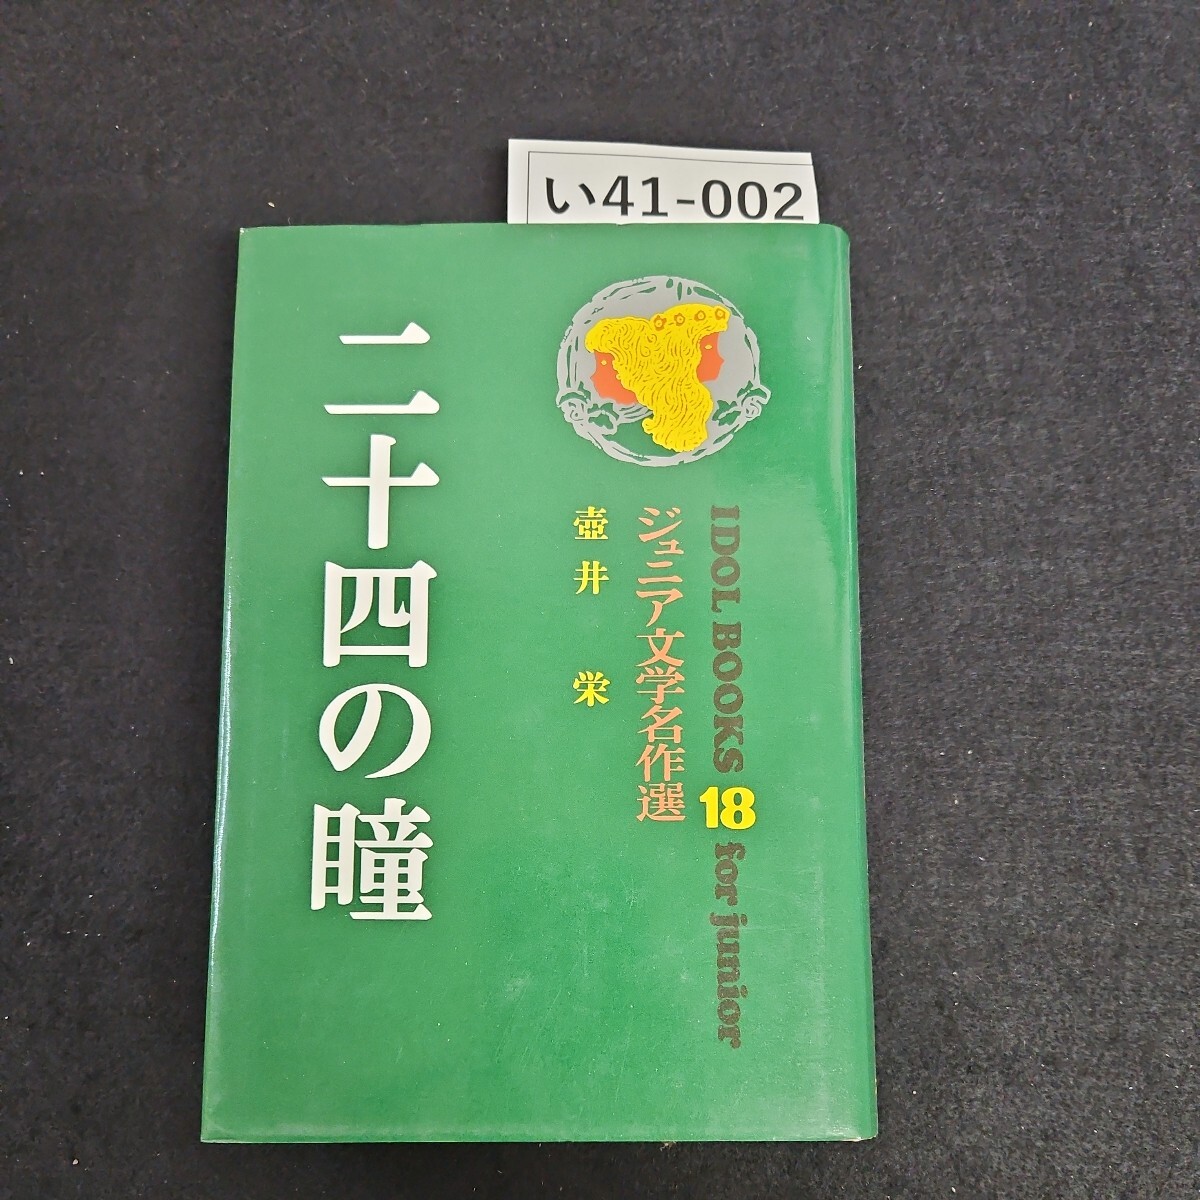 い41-002
IDOL BOOKS 18 for junior
ジュニア文学名作選
壺井 栄
二十四の瞳